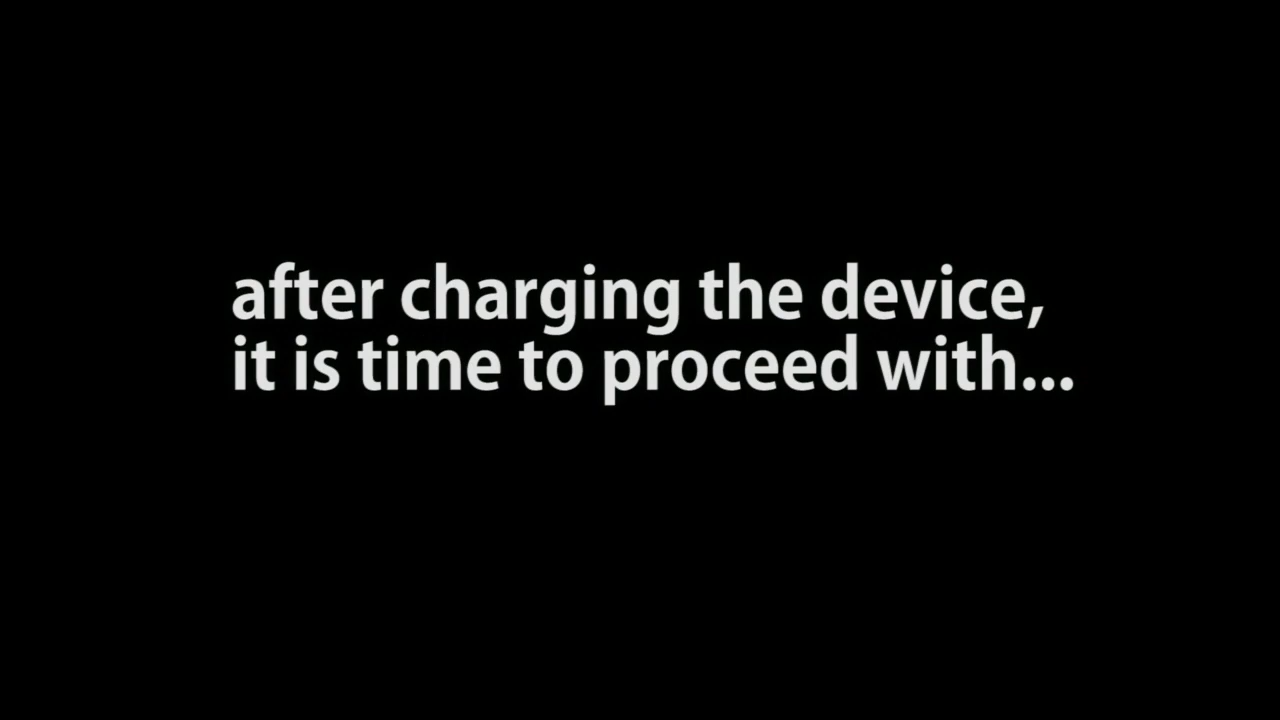 after charging the device,
it is time to proceed with...